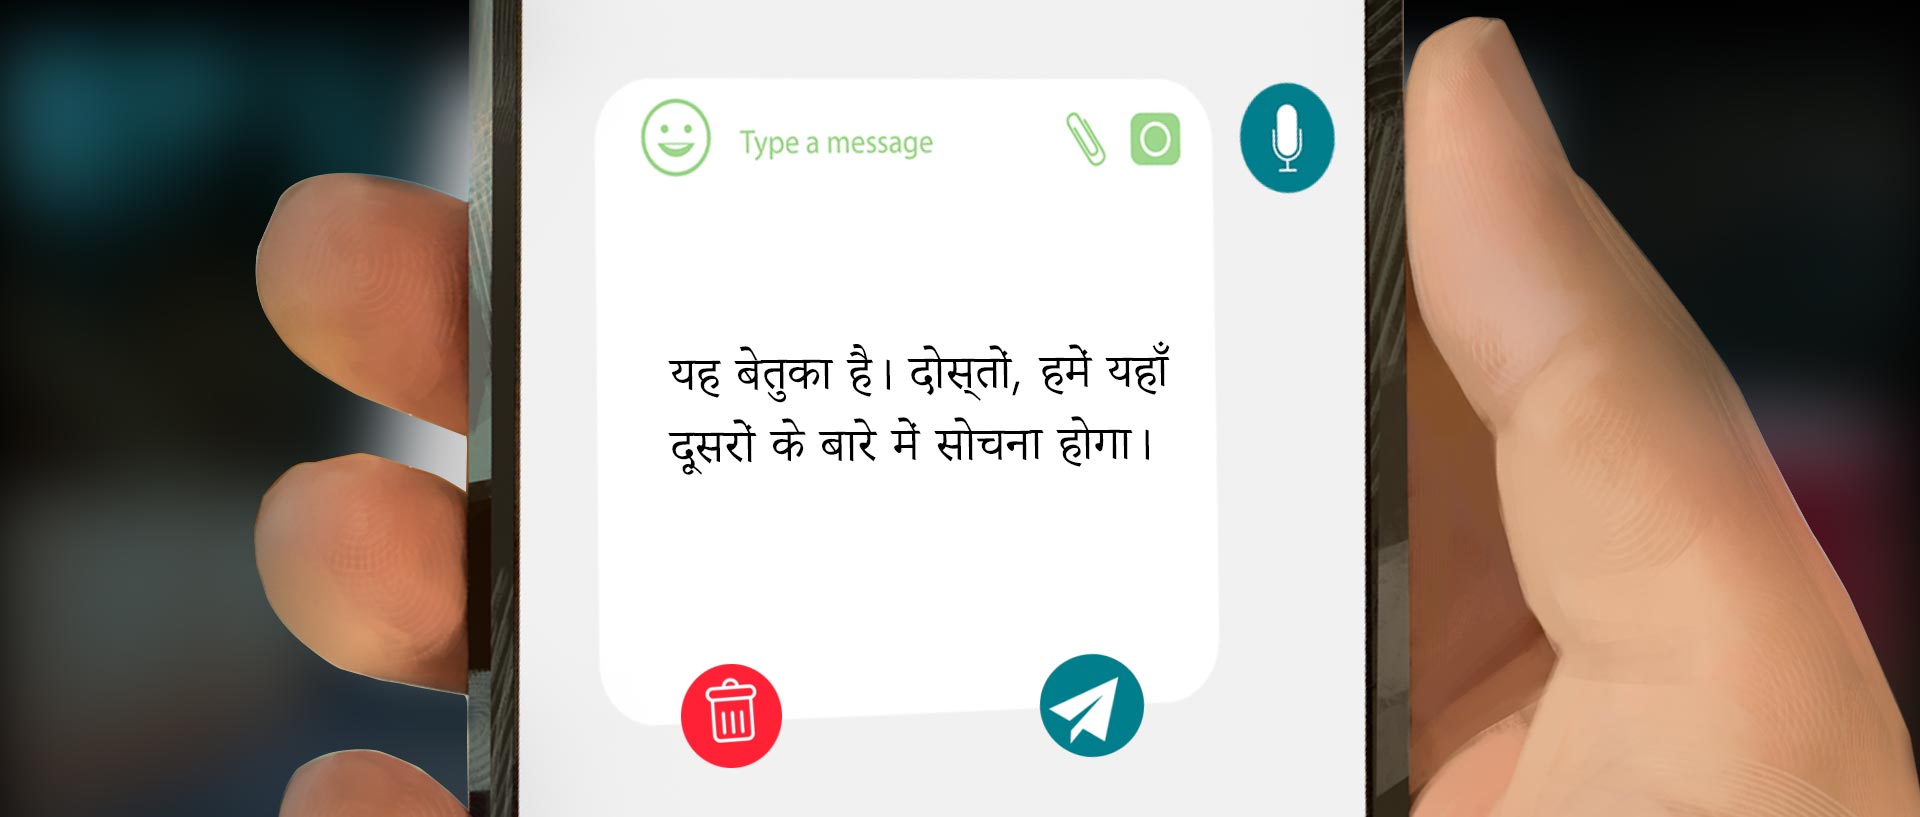 Type a message
यह बेतुका है। दोस्तों, हमें यहाँ
दूसरों के बारे में सोचना होगा।